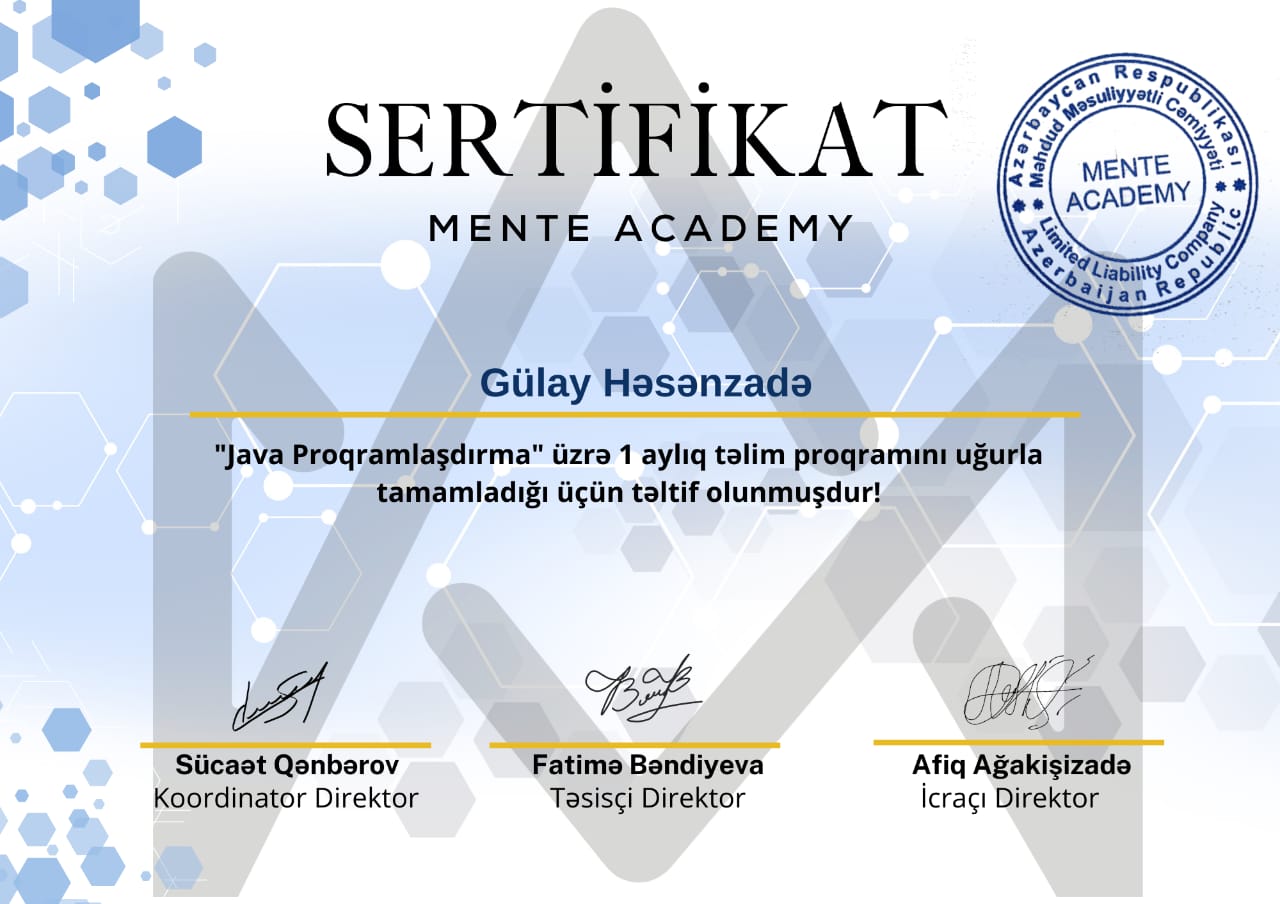 SERTİFİKAT
MENTE ACADEMY
Azərbaycan Respublikası
Məhdud Məsuliyyətli Cəmiyyəti
MENTE
ACADEMY
Limited Liability Company
Azerbaijan Republic
Gülay Həsənzadə
"Java Proqramlaşdırma" üzrə 1 aylıq təlim proqramını uğurla
tamamladığı üçün təltif olunmuşdur!
Sücaət Qənbərov
Koordinator Direktor
Fatimə Bəndiyeva
Təsisçi Direktor
Afiq Ağakişizadə
İcraçı Direktor